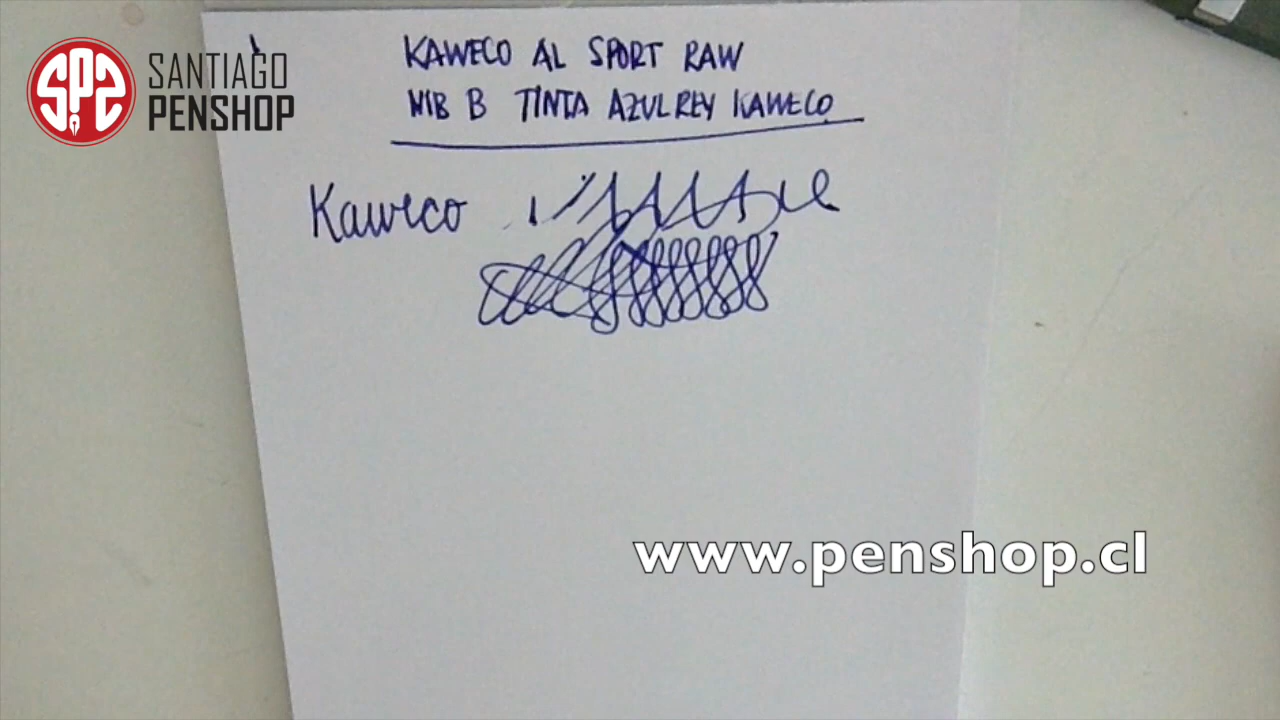 SANTIAGO
PENSHOP
KAWECO AL SPORT RAW
NIB B TINTA AZUL REY KAWECO
Kaweco
www.penshop.cl